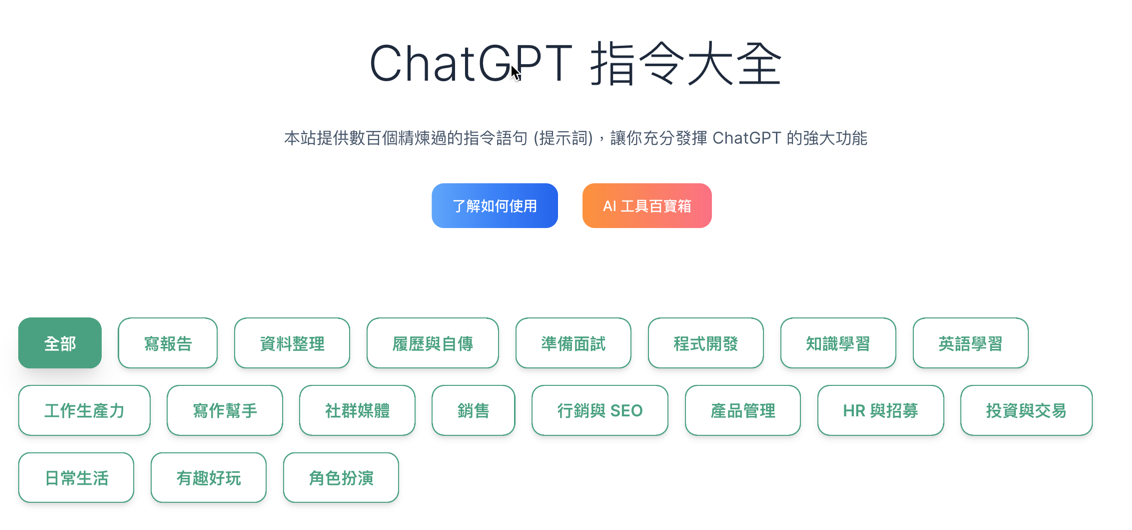 ChatGPT 指令大全
本站提供數百個精煉過的指令語句 (提示詞)，讓你充分發揮 ChatGPT 的強大功能
了解如何使用 AI 工具百寶箱
全部 寫報告 資料整理 履歷與自傳 準備面試 程式開發 知識學習 英語學習
工作生產力 寫作幫手 社群媒體 銷售 行銷與 SEO 產品管理 HR 與招募 投資與交易
日常生活 有趣好玩 角色扮演